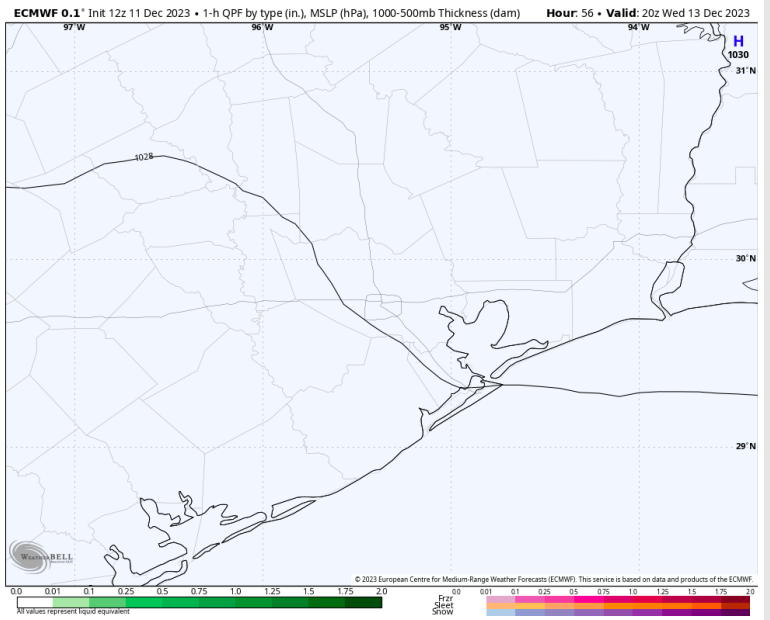 ECMWF 0.1° Init 12z 11 Dec 2023 • 1-h QPF by type (in.), MSLP (hPa), 1000-500mb Thickness (dam) Hour: 56 • Valid: 20z Wed 13 Dec 2023
97°W 96°W 95°W 94°W
H
1030
31°N
1028
30°N
29°N
WEATHERBELL
© 2023 European Centre for Medium-Range Weather Forecasts (ECMWF). This service is based on data and products of the ECMWF.
0.0 0.01 0.1 0.25 0.5 0.75 1.0 1.25 1.5 1.75 2.0 0.0 0.01 0.1 0.25 0.5 0.75 1.0 1.25 1.5 1.75 2.0
Frzr
Sleet
Snow
All values represent liquid equivalent